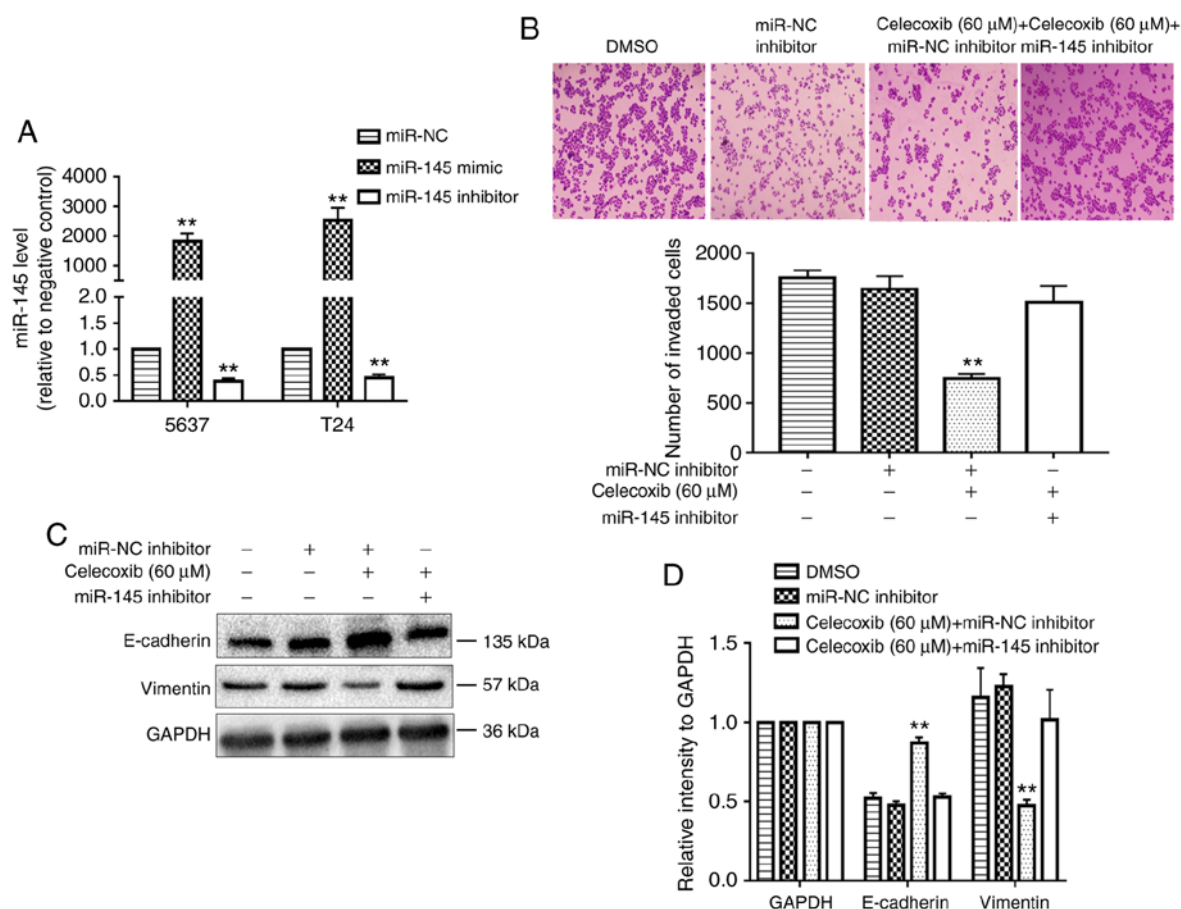 A
miR-NC
miR-145 mimic
miR-145 inhibitor
miR-145 level
(relative to negative control)
4000
3000
2000
1000
2.0
1.5
1.0
0.5
0.0
** ** ** **
5637 T24
B
DMSO
miR-NC
inhibitor
Celecoxib (60 μM)+Celecoxib (60 μM)+
miR-NC inhibitor miR-145 inhibitor
Number of invaded cells
2000
1500
1000
500
0
**
miR-NC inhibitor − + + −
Celecoxib (60 μM) − − + +
miR-145 inhibitor − − − +
C
miR-NC inhibitor − + + −
Celecoxib (60 μM) − − + +
miR-145 inhibitor − − − +
E-cadherin 135 kDa
Vimentin 57 kDa
GAPDH 36 kDa
D
DMSO
miR-NC inhibitor
Celecoxib (60 μM)+miR-NC inhibitor
Celecoxib (60 μM)+miR-145 inhibitor
Relative intensity to GAPDH
1.5
1.0
0.5
0.0
** **
GAPDH E-cadherin Vimentin